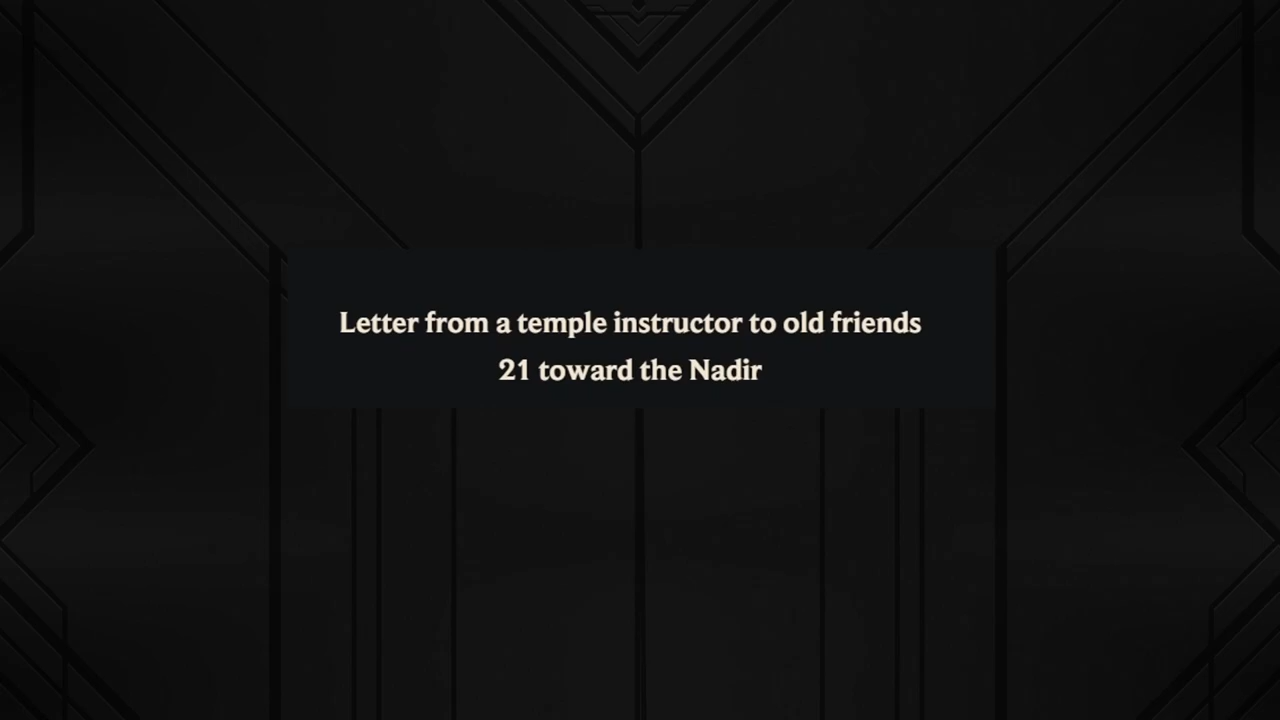 Letter from a temple instructor to old friends
21 toward the Nadir